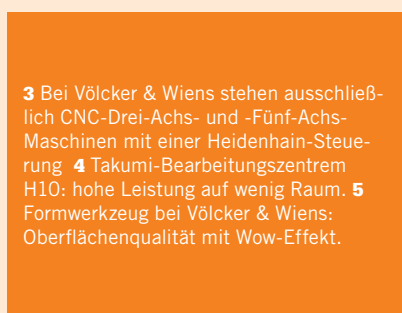 3 Bei Völcker & Wiens stehen ausschließ-
lich CNC-Drei-Achs- und -Fünf-Achs-
Maschinen mit einer Heidenhain-Steue-
rung 4 Takumi-Bearbeitungszentrem
H10: hohe Leistung auf wenig Raum. 5
Formwerkzeug bei Völcker & Wiens:
Oberflächenqualität mit Wow-Effekt.